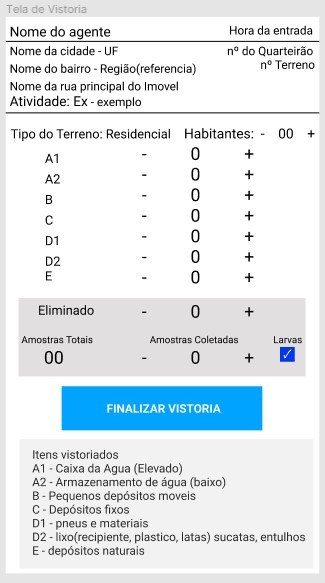 Tela de Vistoria
Nome do agente Hora da entrada
Nome da cidade - UF nº do Quarteirão
Nome do bairro - Região(referencia) nº Terreno
Nome da rua principal do Imovel
Atividade: Ex - exemplo
Tipo do Terreno: Residencial Habitantes: - 00 +
A1 - 0 +
A2 - 0 +
B - 0 +
C - 0 +
D1 - 0 +
D2 - 0 +
E - 0 +
Eliminado - 0 +
Amostras Totais Amostras Coletadas Larvas
00 - 0 +
FINALIZAR VISTORIA
Itens vistoriados
A1 - Caixa da Agua (Elevado)
A2 - Armazenamento de água (baixo)
B - Pequenos depósitos moveis
C - Depósitos fixos
D1 - pneus e materiais
D2 - lixo(recipiente, plastico, latas) sucatas, entulhos
E - depósitos naturais